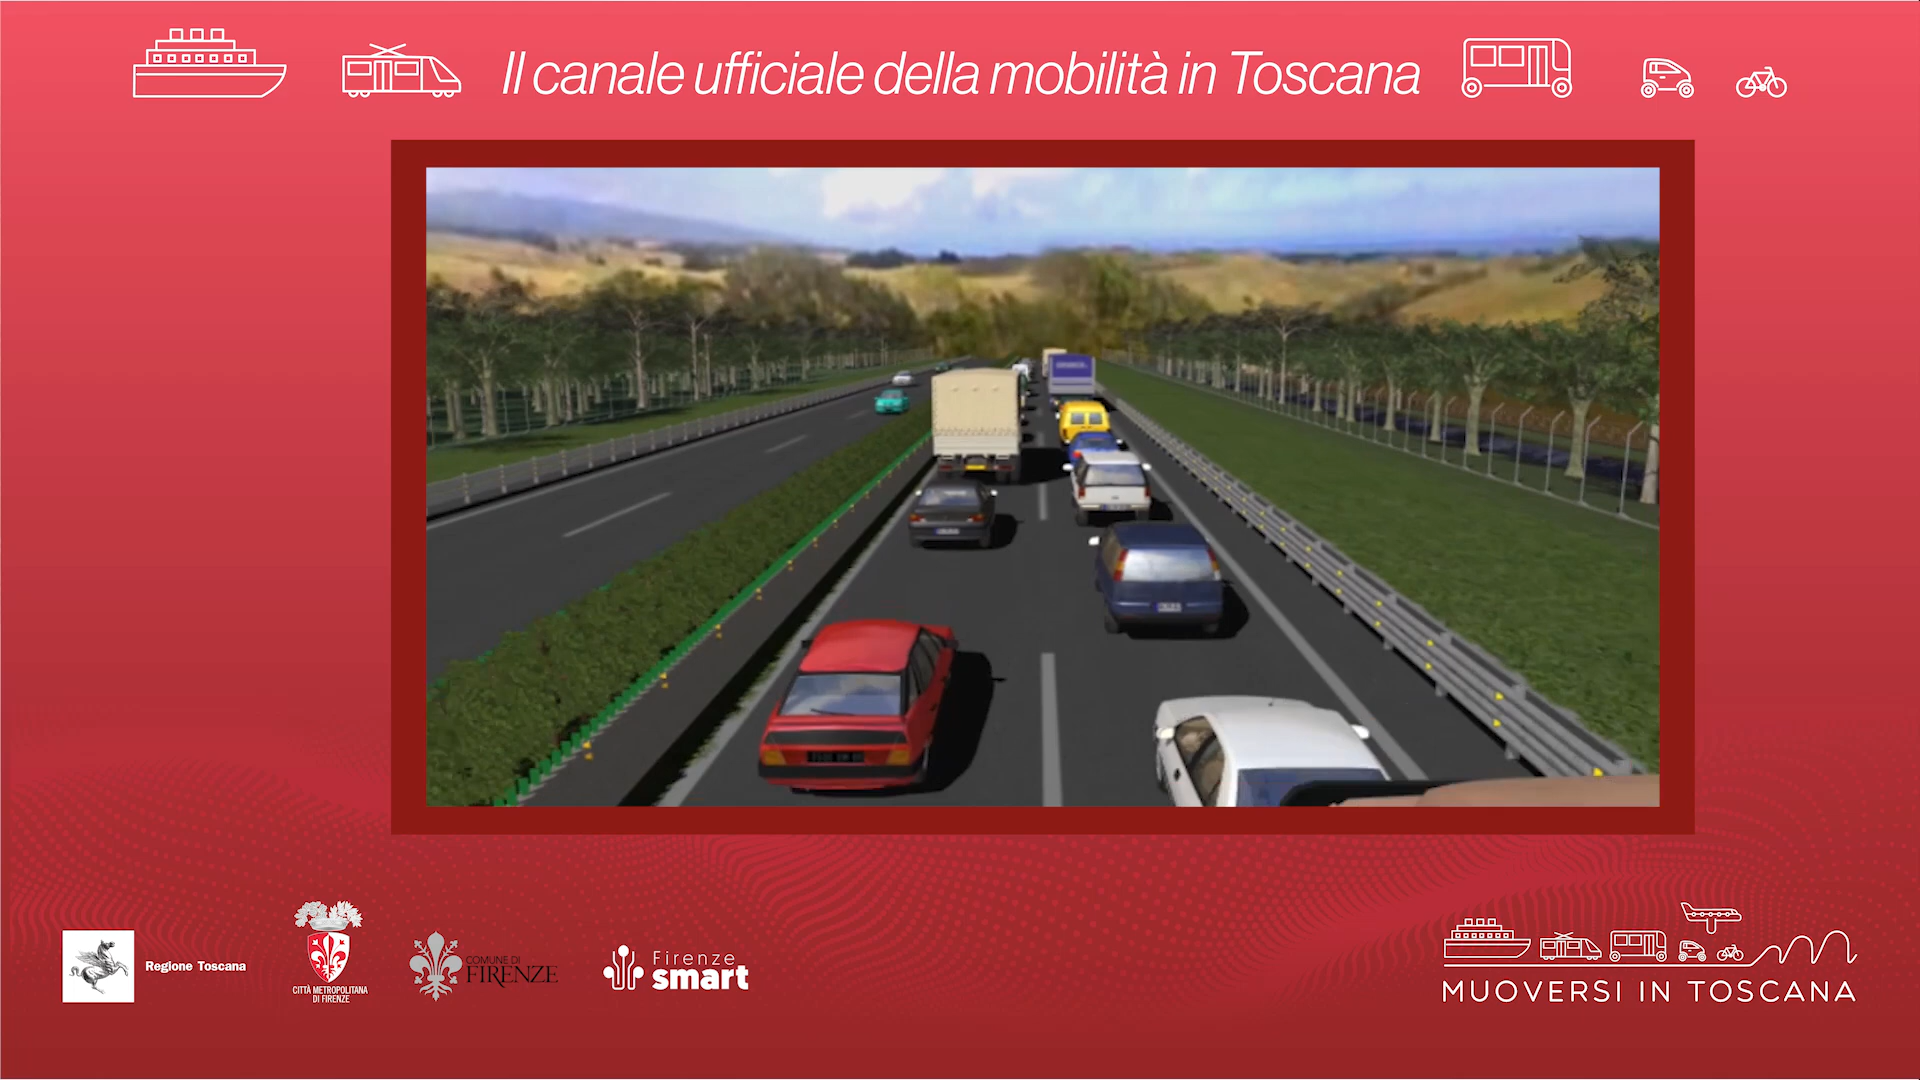 Il canale ufficiale della mobilità in Toscana
Regione Toscana
CITTÀ METROPOLITANA
DI FIRENZE
COMUNE DI
FIRENZE
Firenze
smart
MUOVERSI IN TOSCANA